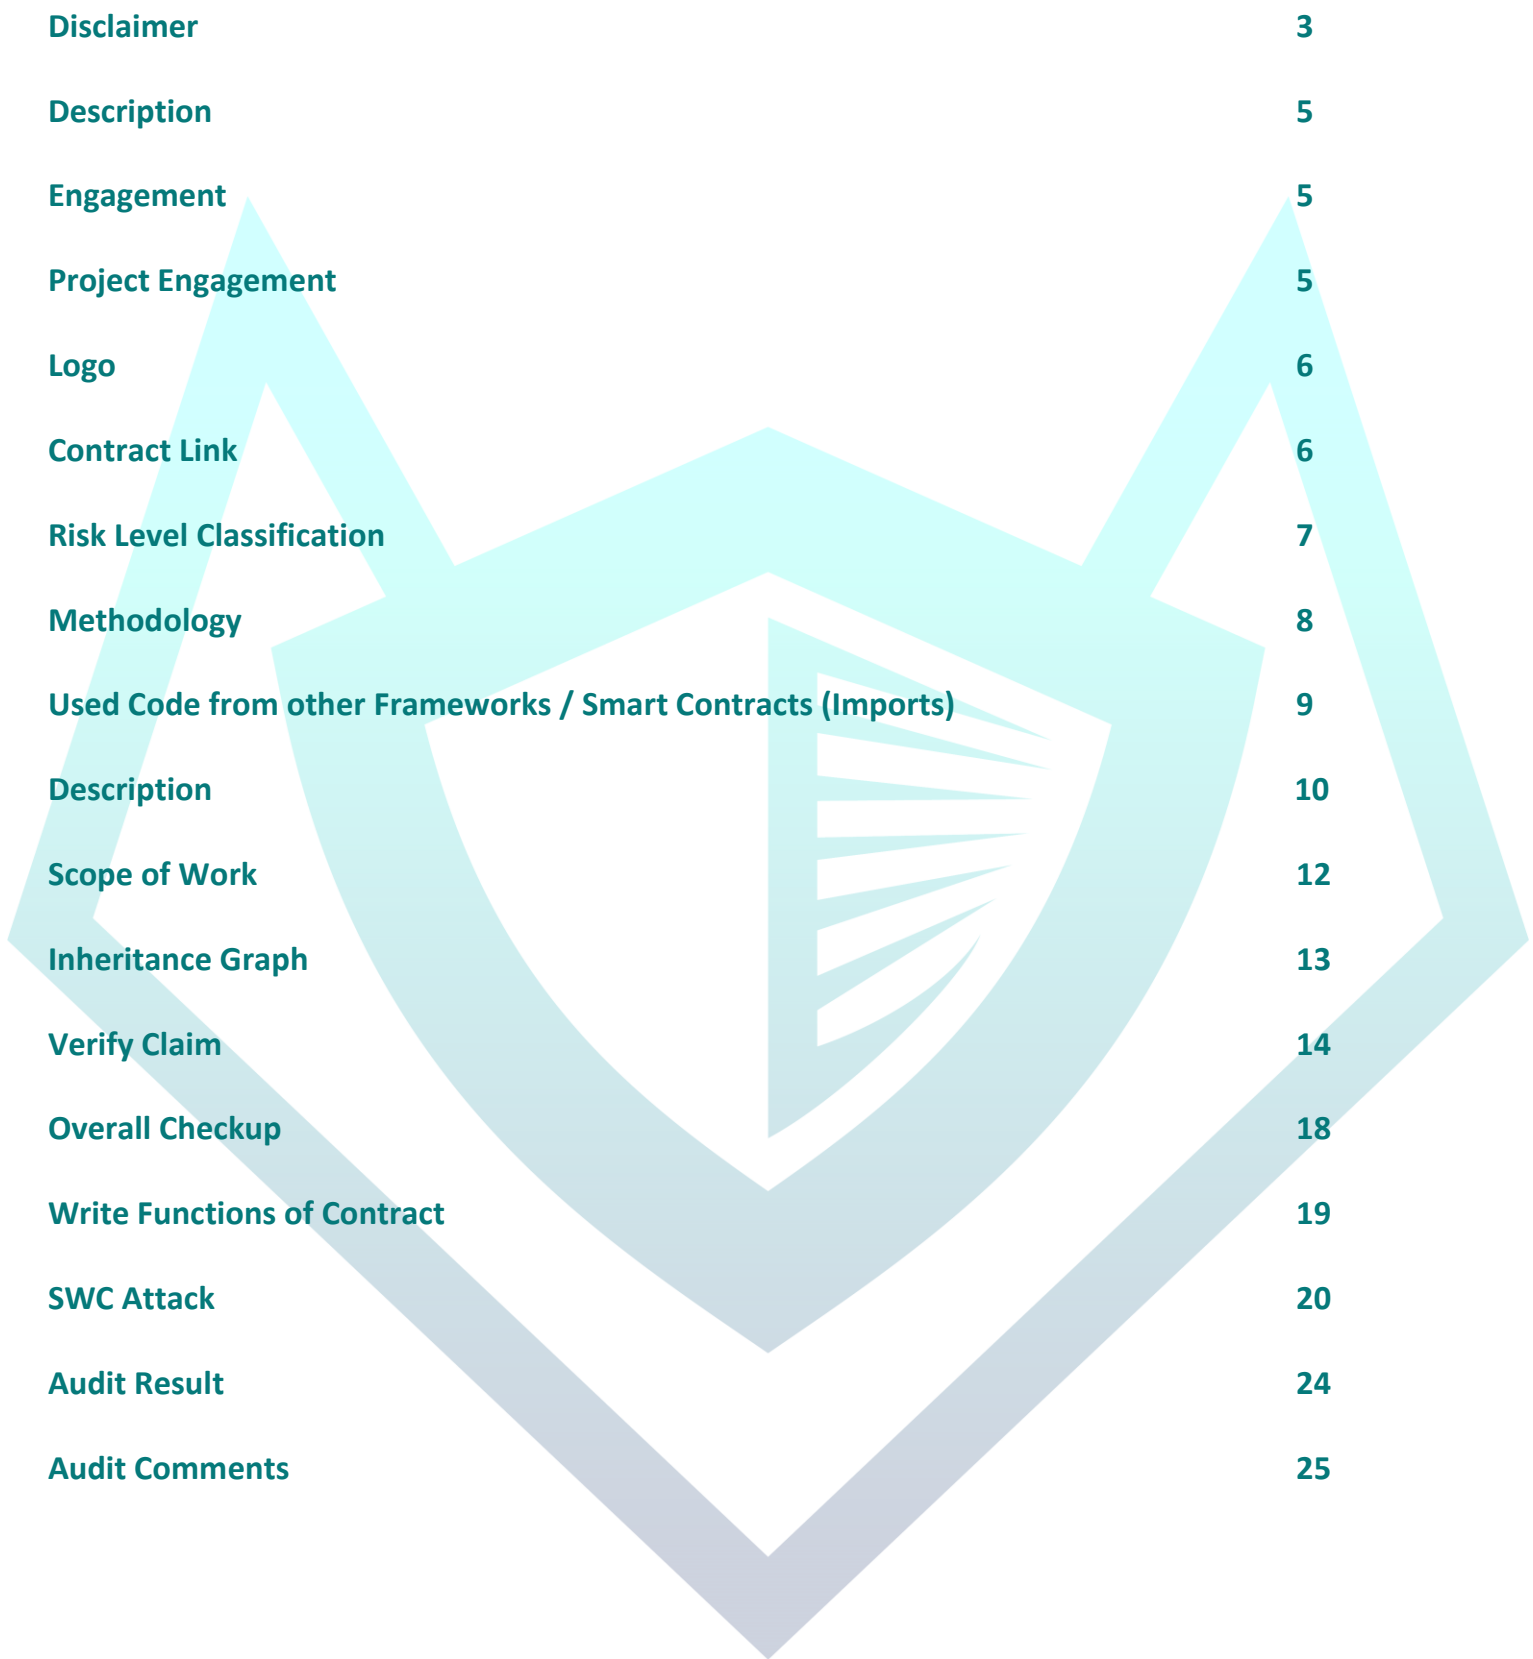 Disclaimer 3
Description 5
Engagement 5
Project Engagement 5
Logo 6
Contract Link 6
Risk Level Classification 7
Methodology 8
Used Code from other Frameworks / Smart Contracts (Imports) 9
Description 10
Scope of Work 12
Inheritance Graph 13
Verify Claim 14
Overall Checkup 18
Write Functions of Contract 19
SWC Attack 20
Audit Result 24
Audit Comments 25